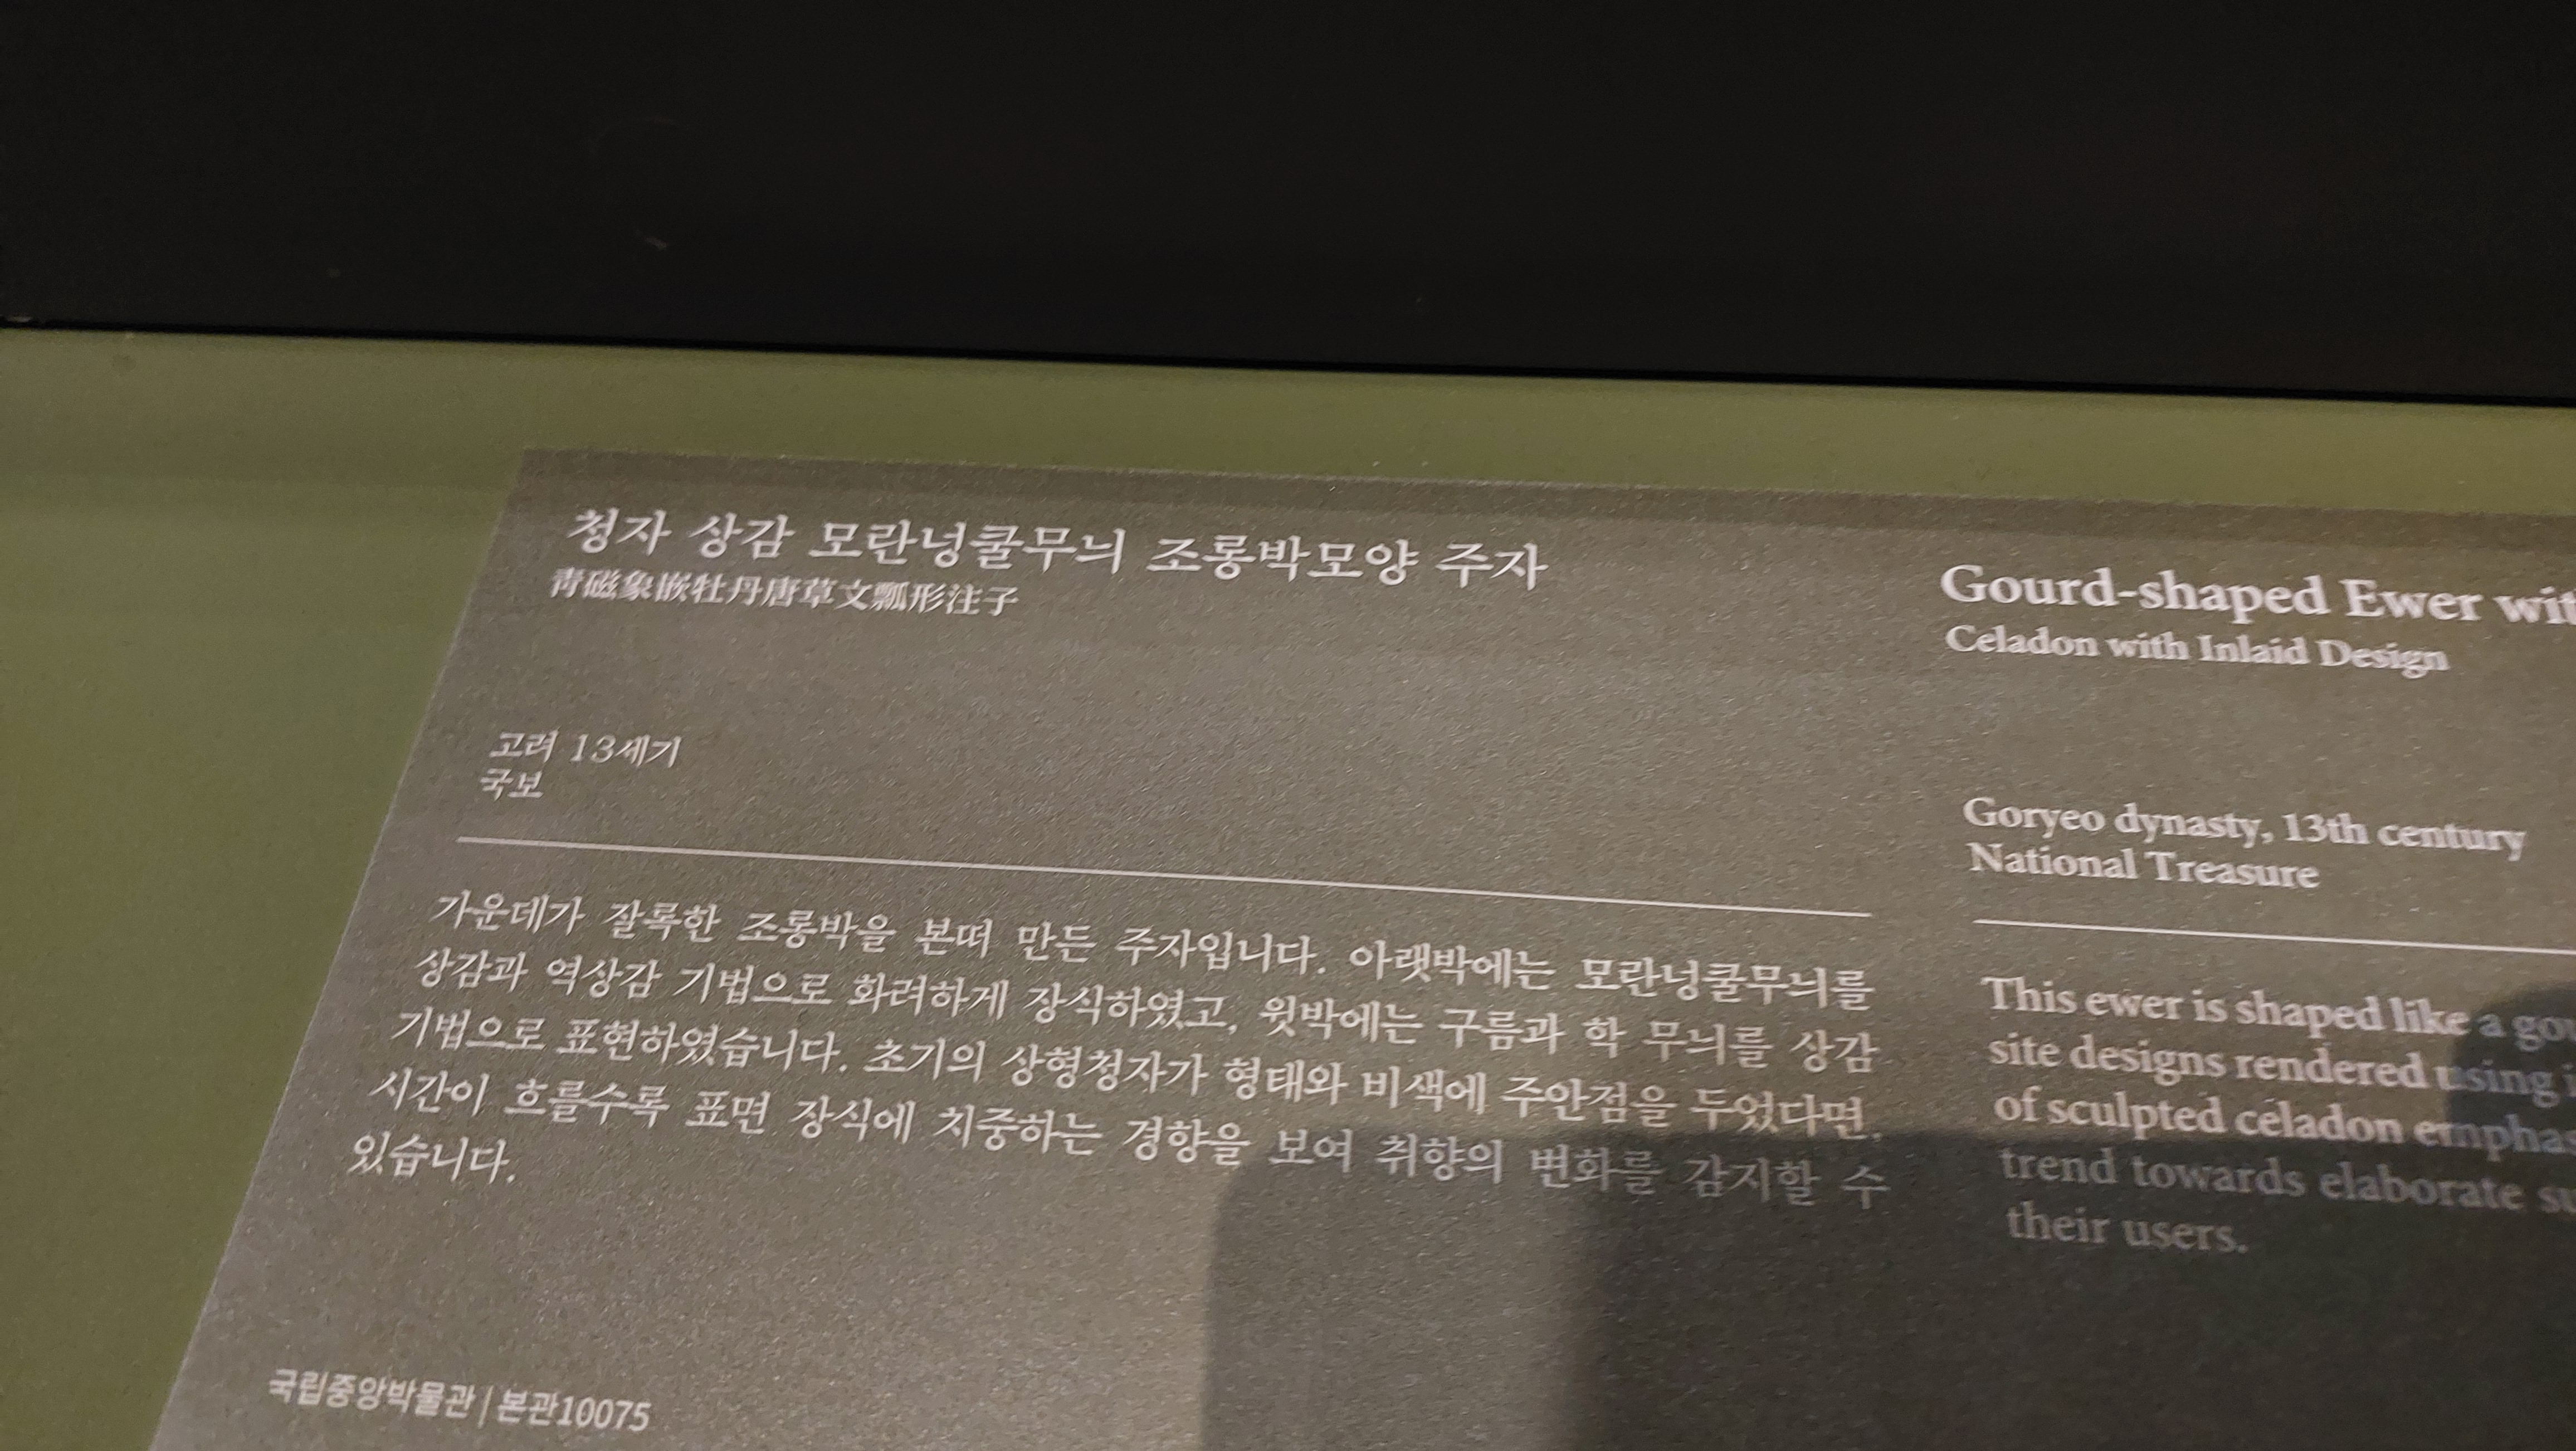 청자 상감 모란넝쿨무늬 조롱박모양 주자
靑磁象嵌牡丹唐草文瓢形注子
고려 13세기
국보
가운데가 잘록한 조롱박을 본떠 만든 주자입니다. 아랫박에는 모란넝쿨무늬를
상감과 역상감 기법으로 화려하게 장식하였고, 윗박에는 구름과 학 무늬를 상감
기법으로 표현하였습니다. 초기의 상형청자가 형태와 비색에 주안점을 두었다면,
시간이 흐를수록 표면 장식에 치중하는 경향을 보여 취향의 변화를 감지할 수
있습니다.
국립중앙박물관 | 본관10075
Gourd-shaped Ewer
Celadon with Inlaid Design
Goryeo dynasty, 13th century
National Treasure
This ewer is shaped like a
site designs rendered using
of sculpted celadon
trend towards elaborate
their users.